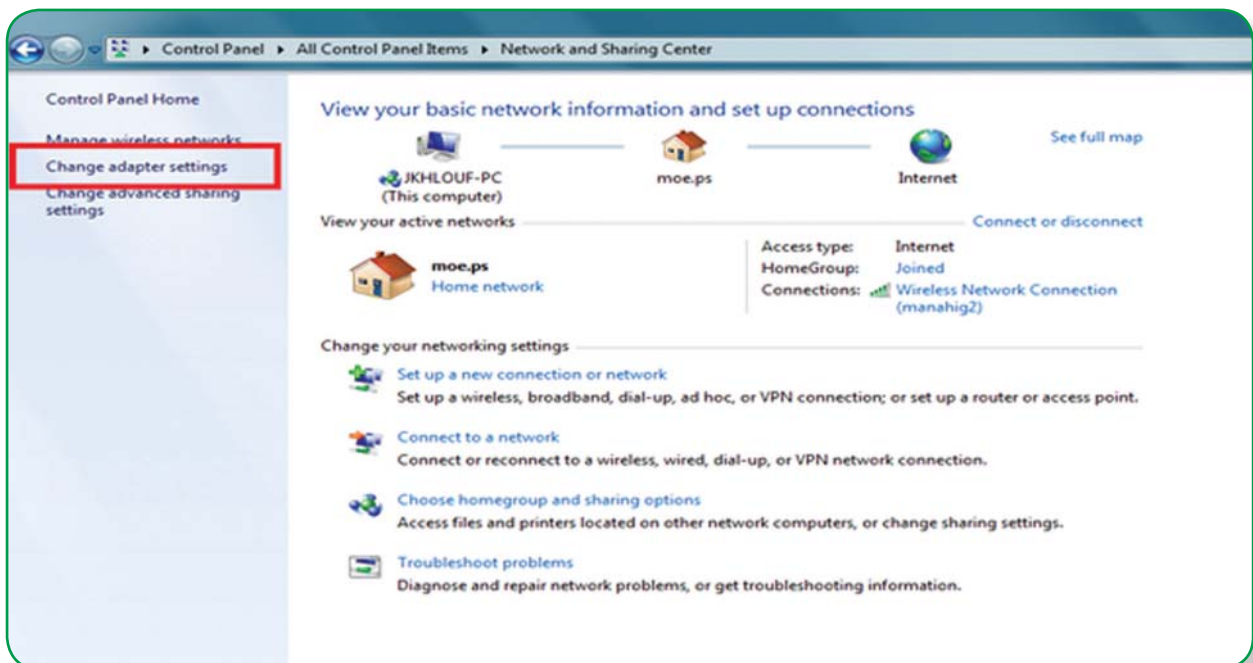 Control Panel ▸ All Control Panel Items ▸ Network and Sharing Center
Control Panel Home
Manage wireless networks
Change adapter settings
Change advanced sharing
settings
View your basic network information and set up connections
See full map
JKHLOUF-PC
(This computer)
moe.ps
Internet
View your active networks
Connect or disconnect
moe.ps
Home network
Access type: Internet
HomeGroup: Joined
Connections: Wireless Network Connection
(manahig2)
Change your networking settings
Set up a new connection or network
Set up a wireless, broadband, dial-up, ad hoc, or VPN connection; or set up a router or access point.
Connect to a network
Connect or reconnect to a wireless, wired, dial-up, or VPN network connection.
Choose homegroup and sharing options
Access files and printers located on other network computers, or change sharing settings.
Troubleshoot problems
Diagnose and repair network problems, or get troubleshooting information.